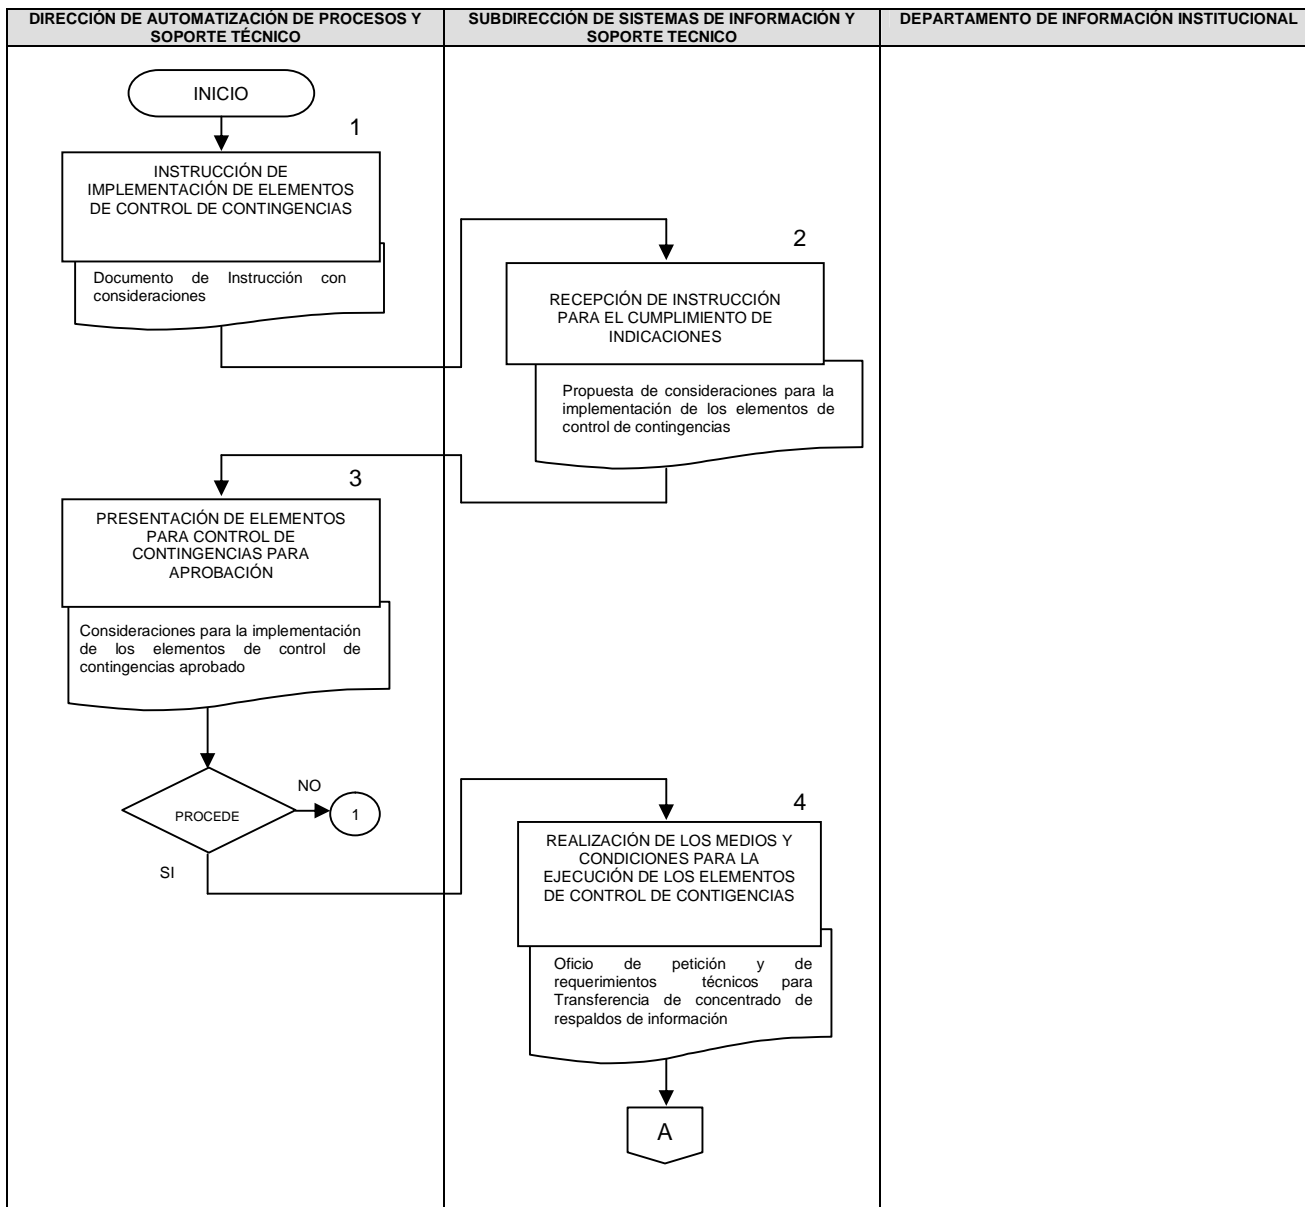 DIRECCIÓN DE AUTOMATIZACIÓN DE PROCESOS Y
SOPORTE TÉCNICO
SUBDIRECCIÓN DE SISTEMAS DE INFORMACIÓN Y
SOPORTE TECNICO
DEPARTAMENTO DE INFORMACIÓN INSTITUCIONAL
INICIO
1
INSTRUCCIÓN DE
IMPLEMENTACIÓN DE ELEMENTOS
DE CONTROL DE CONTINGENCIAS
Documento de Instrucción con
consideraciones
2
RECEPCIÓN DE INSTRUCCIÓN
PARA EL CUMPLIMIENTO DE
INDICACIONES
Propuesta de consideraciones para la
implementación de los elementos de
control de contingencias
3
PRESENTACIÓN DE ELEMENTOS
PARA CONTROL DE
CONTINGENCIAS PARA
APROBACIÓN
Consideraciones para la implementación
de los elementos de control de
contingencias aprobado
PROCEDE
NO
1
SI
4
REALIZACIÓN DE LOS MEDIOS Y
CONDICIONES PARA LA
EJECUCIÓN DE LOS ELEMENTOS
DE CONTROL DE CONTIGENCIAS
Oficio de petición y de
requerimientos técnicos para
Transferencia de concentrado de
respaldos de información
A